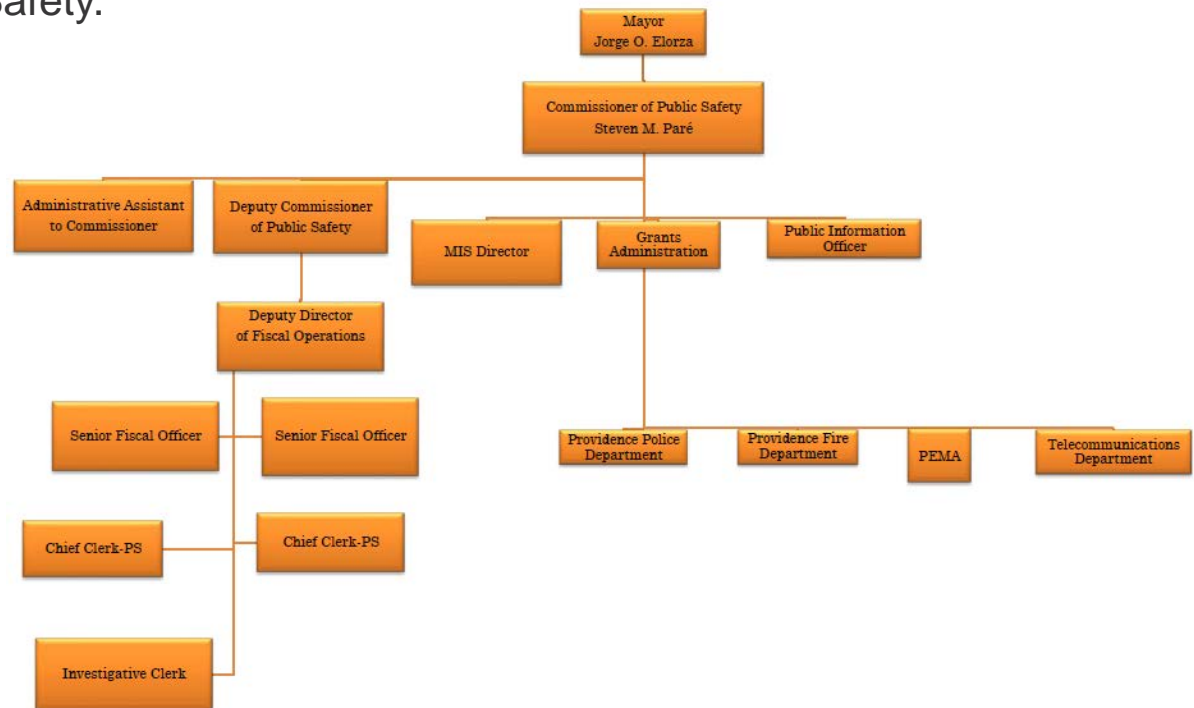 Safety.
Mayor
Jorge O. Elorza
Commissioner of Public Safety
Steven M. Paré
Administrative Assistant
to Commissioner
Deputy Commissioner
of Public Safety
MIS Director
Grants
Administration
Public Information
Officer
Deputy Director
of Fiscal Operations
Senior Fiscal Officer
Senior Fiscal Officer
Providence Police
Department
Providence Fire
Department
PEMA
Telecommunications
Department
Chief Clerk-PS
Chief Clerk-PS
Investigative Clerk